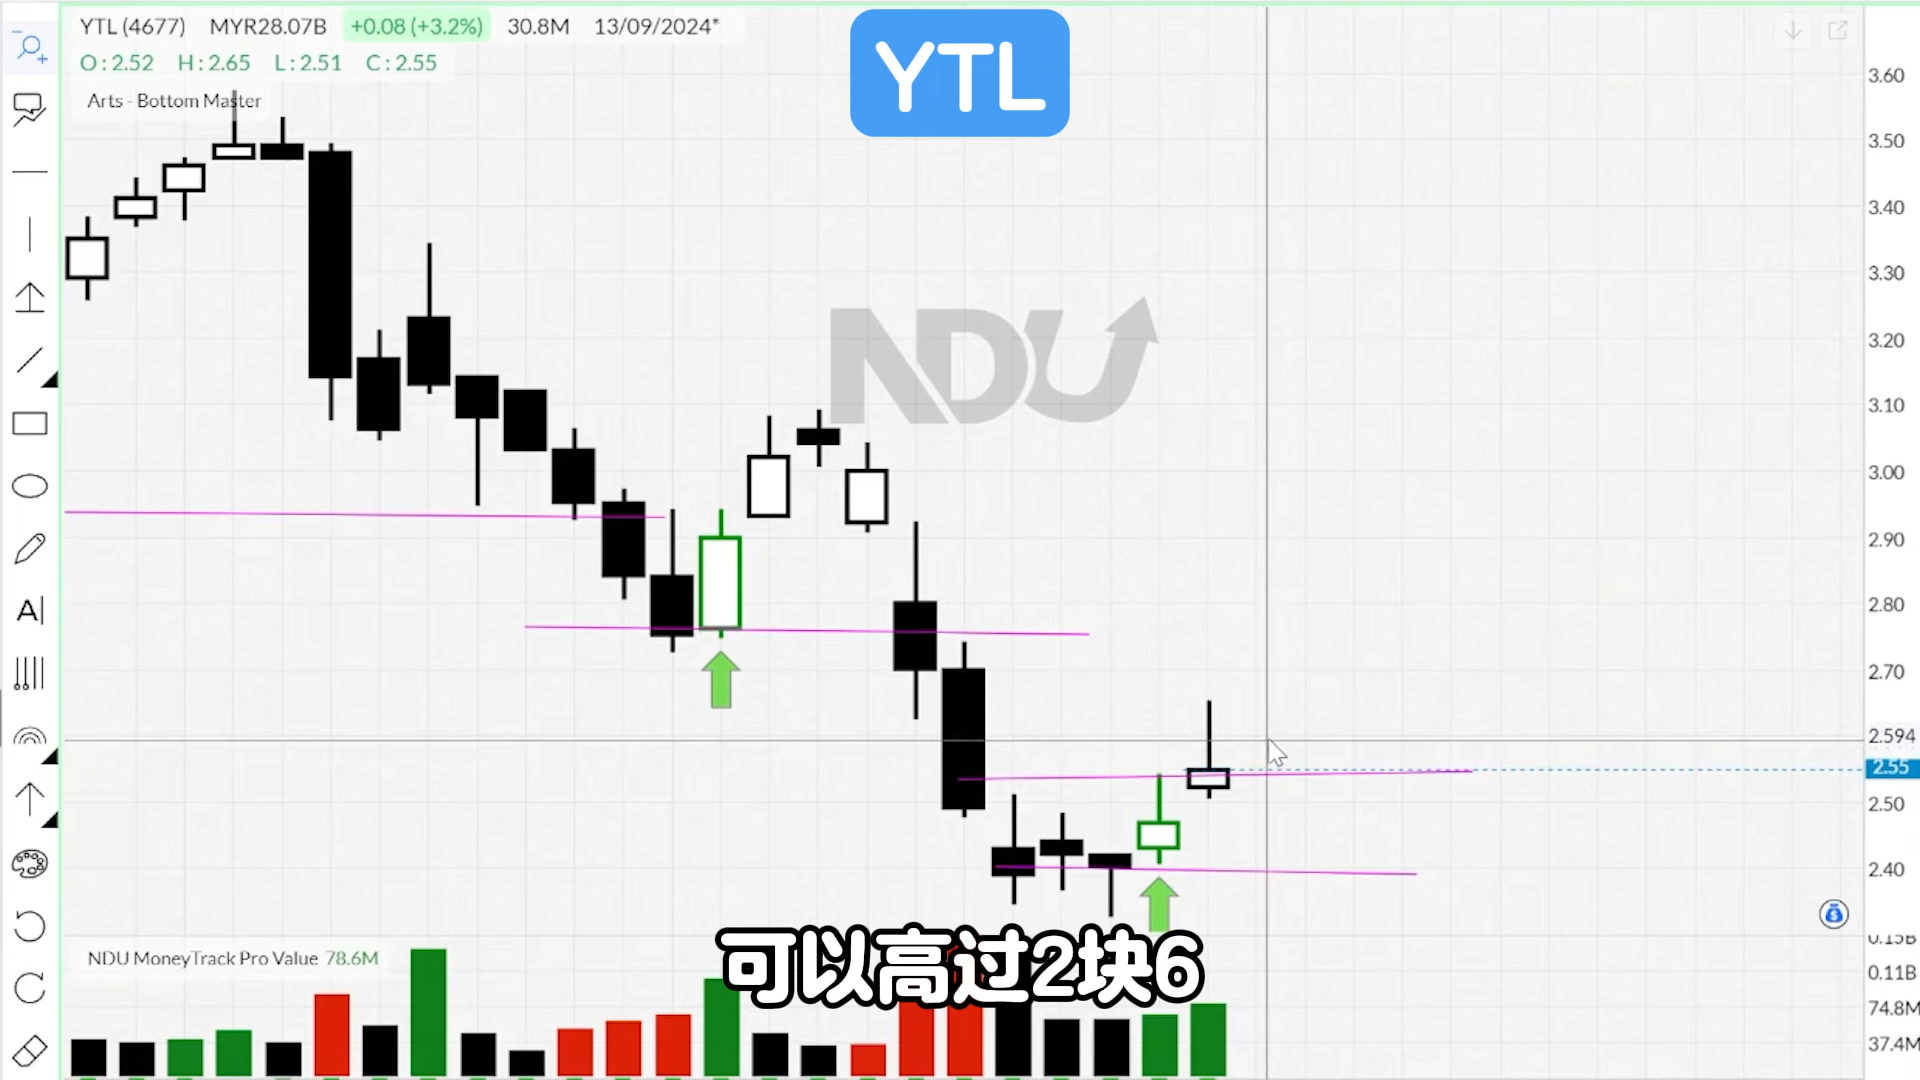 YTL (4677) MYR28.07B +0.08 (+3.2%) 30.8M 13/09/2024*
O : 2.52 H : 2.65 L : 2.51 C : 2.55
Arts - Bottom Master
YTL
NDU
3.60
3.50
3.40
3.30
3.20
3.10
3.00
2.90
2.80
2.70
2.594
2.55
2.50
2.40
A
NDU MoneyTrack Pro Value 78.6M
可以高过2块6
0.15B
0.11B
74.8M
37.4M